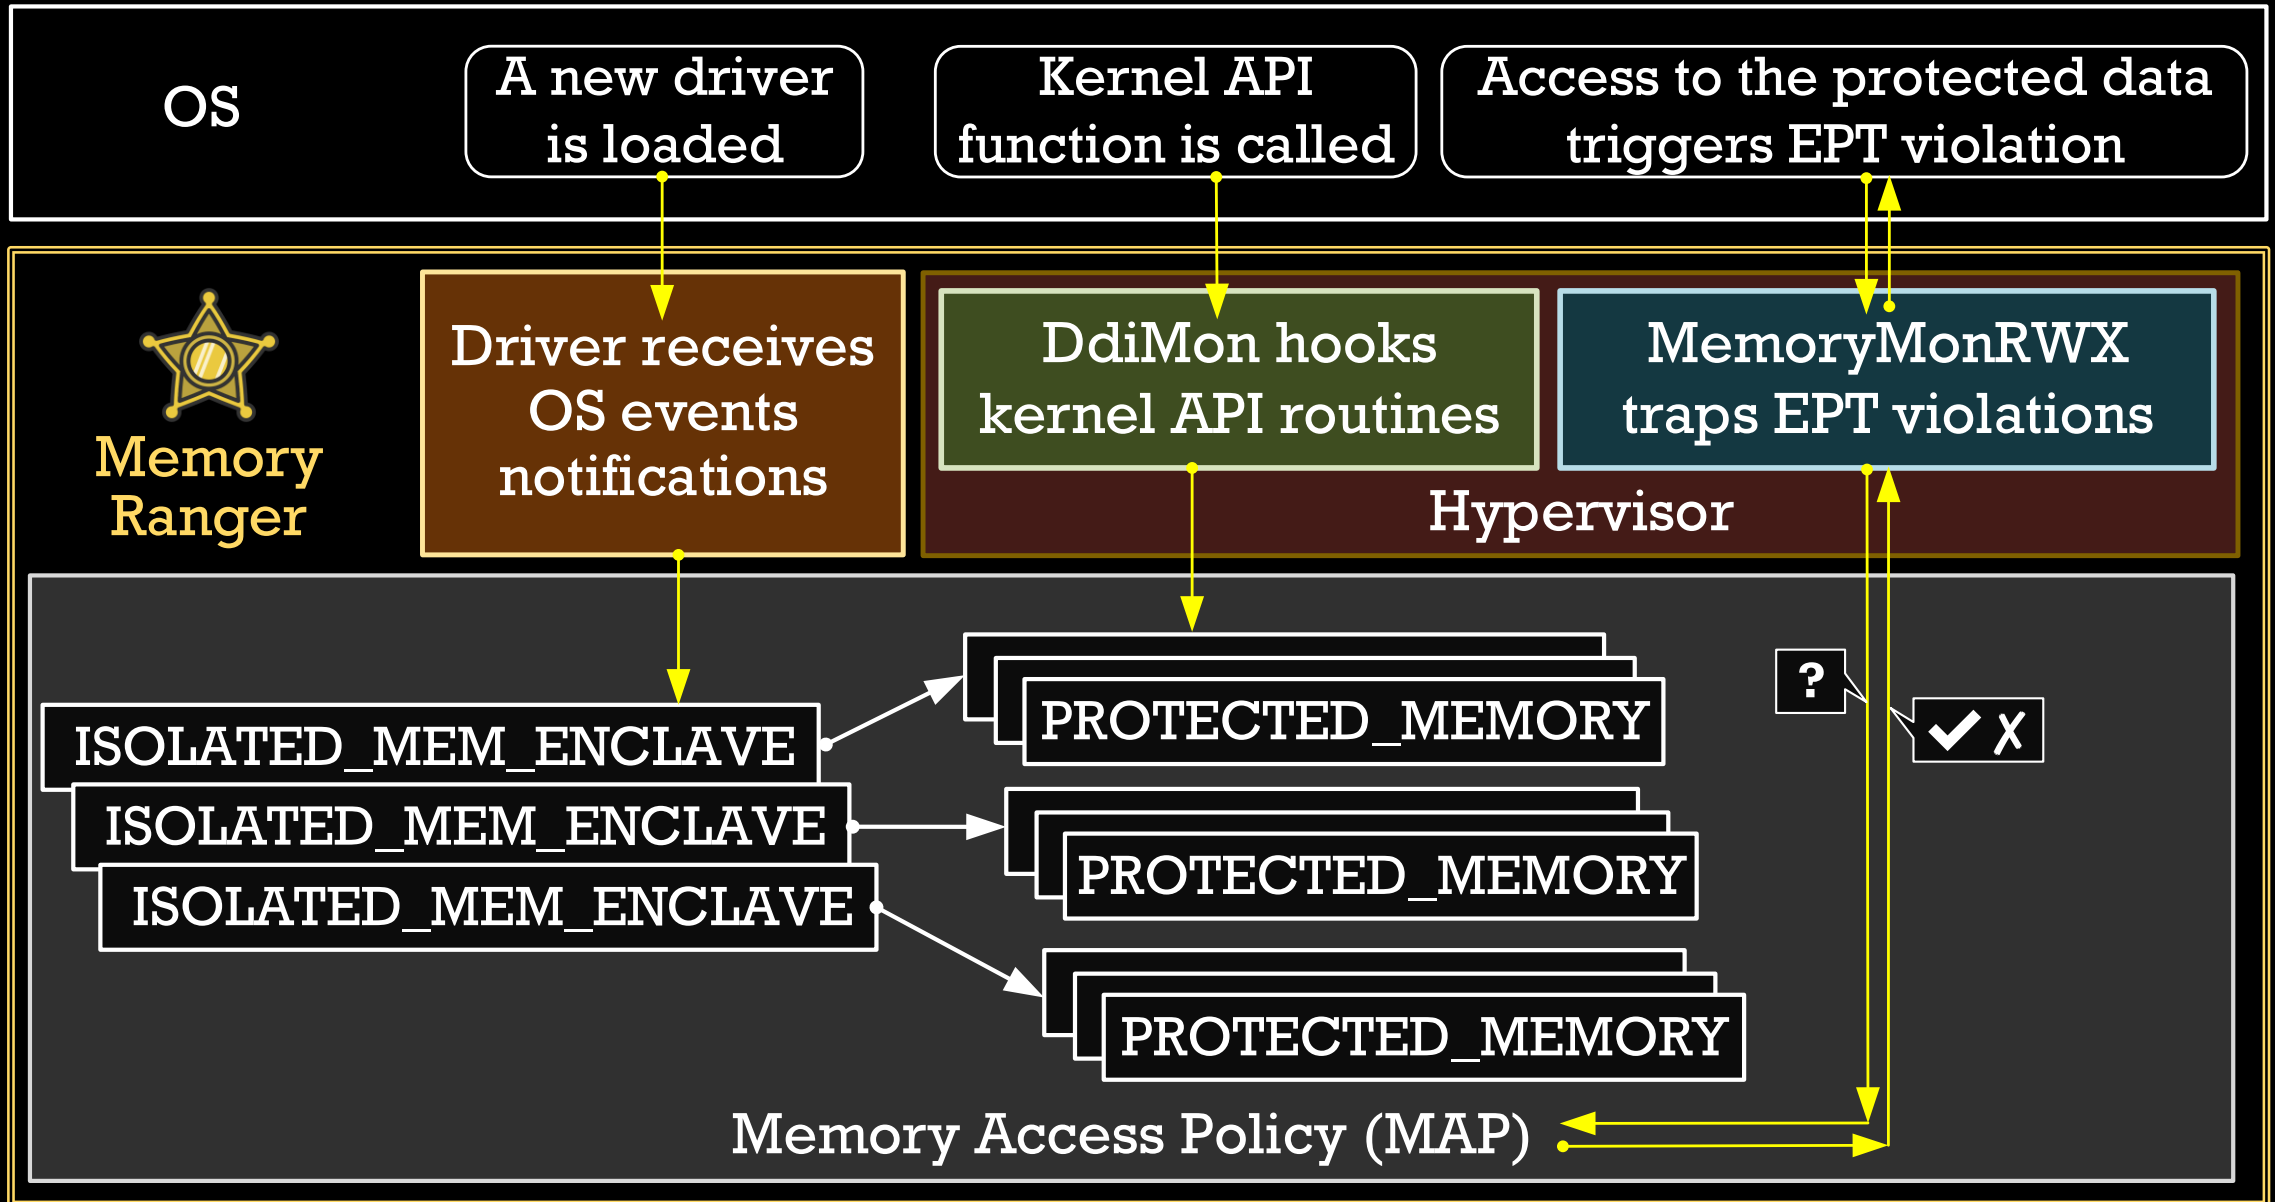 OS
A new driver
is loaded
Kernel API
function is called
Access to the protected data
triggers EPT violation
Memory
Ranger
Driver receives
OS events
notifications
DdiMon hooks
kernel API routines
MemoryMonRWX
traps EPT violations
Hypervisor
ISOLATED_MEM_ENCLAVE
ISOLATED_MEM_ENCLAVE
ISOLATED_MEM_ENCLAVE
PROTECTED_MEMORY
PROTECTED_MEMORY
PROTECTED_MEMORY
?
✓ ✗
Memory Access Policy (MAP)